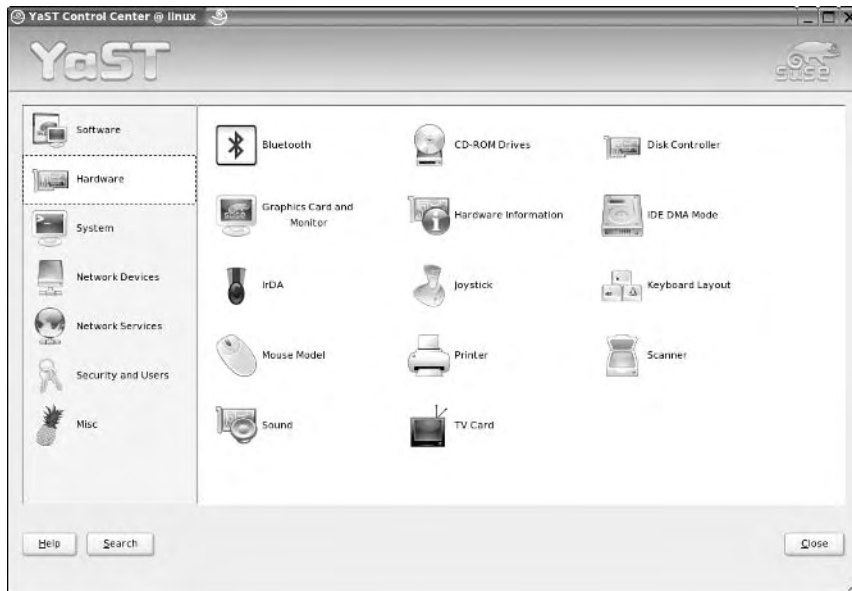 YaST Control Center @ linux
YaST
suse
Software
Hardware
System
Network Devices
Network Services
Security and Users
Misc
Bluetooth
CD-ROM Drives
Disk Controller
Graphics Card and
Monitor
Hardware Information
IDE DMA Mode
IrDA
Joystick
Keyboard Layout
Mouse Model
Printer
Scanner
Sound
TV Card
Help
Search
Close